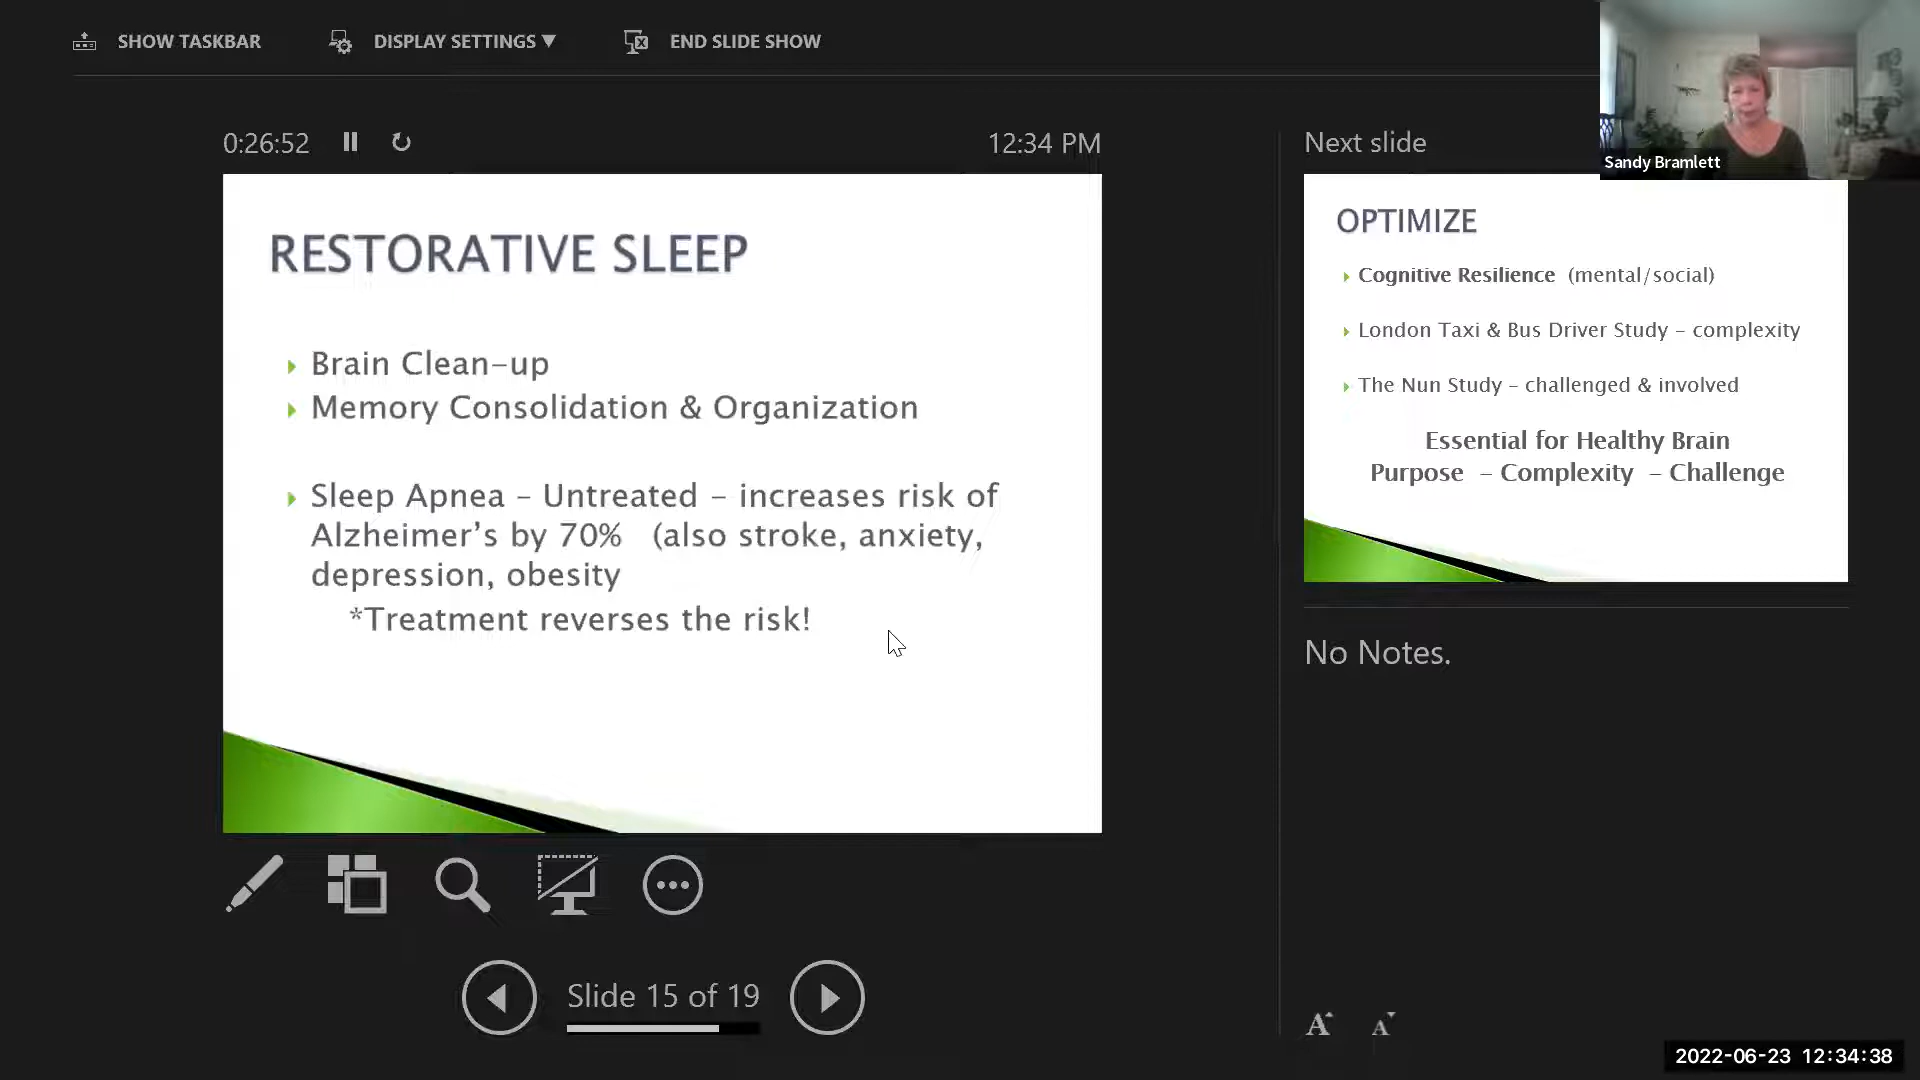 SHOW TASKBAR
DISPLAY SETTINGS ▼
END SLIDE SHOW
Sandy Bramlett
0:26:52
12:34 PM
RESTORATIVE SLEEP
Brain Clean-up
Memory Consolidation & Organization
Sleep Apnea – Untreated – increases risk of
Alzheimer's by 70% (also stroke, anxiety,
depression, obesity
*Treatment reverses the risk!
Slide 15 of 19
Next slide
OPTIMIZE
Cognitive Resilience (mental/social)
London Taxi & Bus Driver Study – complexity
The Nun Study – challenged & involved
Essential for Healthy Brain
Purpose – Complexity – Challenge
No Notes.
A A
2022-06-23 12:34:38